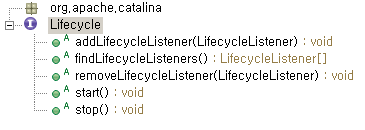 org.apache.catalina
I Lifecycle
A addLifecycleListener(LifecycleListener) : void
A findLifecycleListeners() : LifecycleListener[]
A removeLifecycleListener(LifecycleListener) : void
A start() : void
A stop() : void